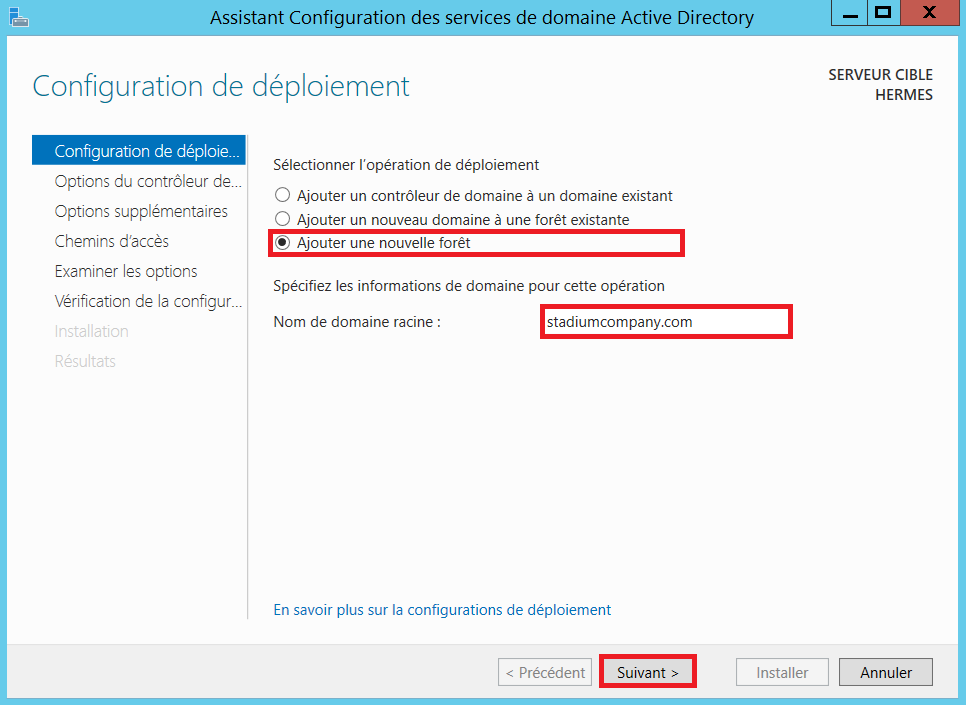 Assistant Configuration des services de domaine Active Directory
Configuration de déploiement
SERVEUR CIBLE
HERMES
Configuration de déploie...
Options du contrôleur de...
Options supplémentaires
Chemins d'accès
Examiner les options
Vérification de la configur...
Installation
Résultats
Sélectionner l'opération de déploiement
Ajouter un contrôleur de domaine à un domaine existant
Ajouter un nouveau domaine à une forêt existante
Ajouter une nouvelle forêt
Spécifiez les informations de domaine pour cette opération
Nom de domaine racine : stadiumcompany.com
En savoir plus sur la configurations de déploiement
< Précédent Suivant > Installer Annuler